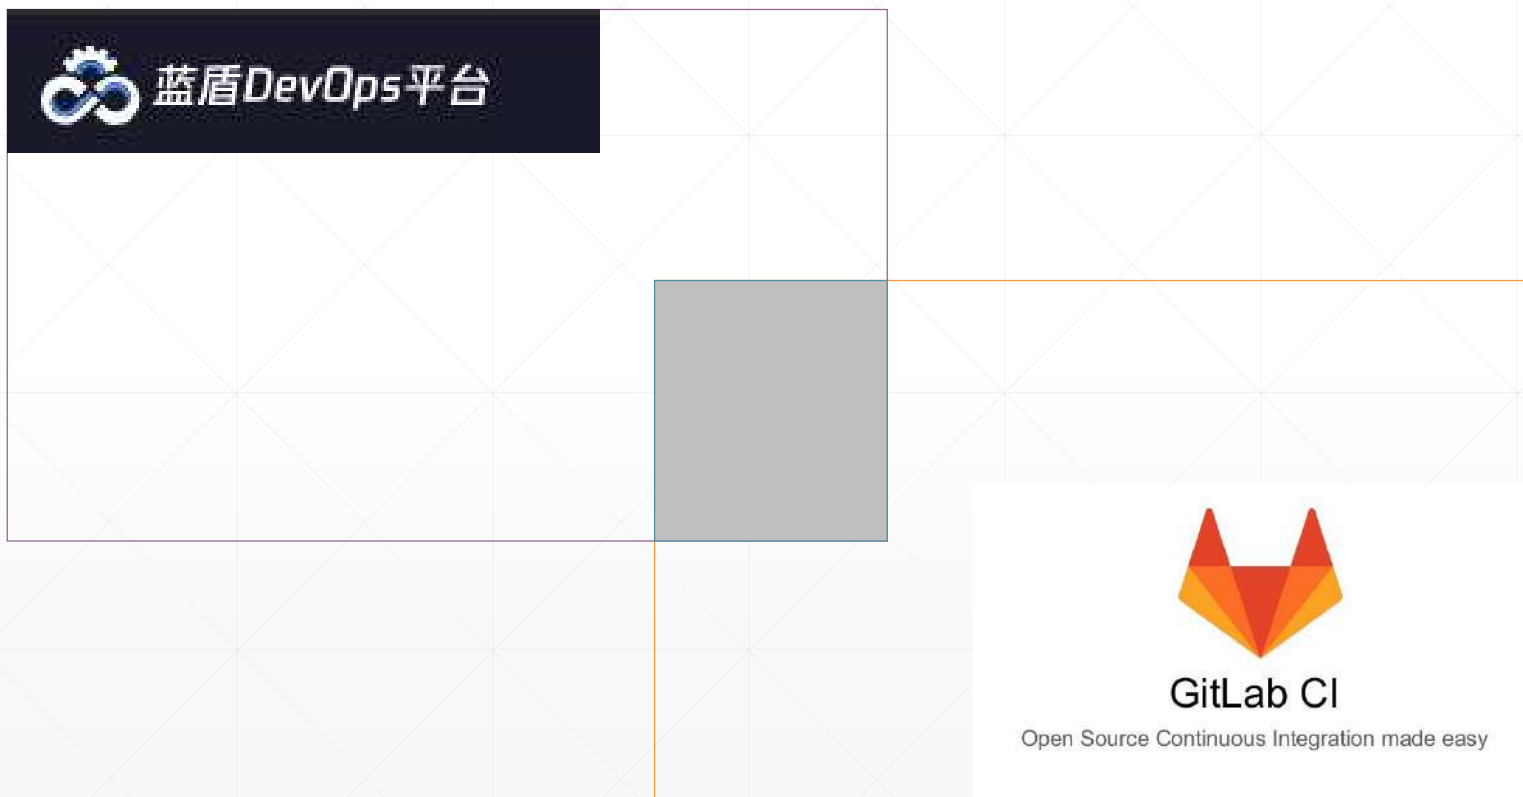 蓝盾DevOps平台
GitLab CI
Open Source Continuous Integration made easy